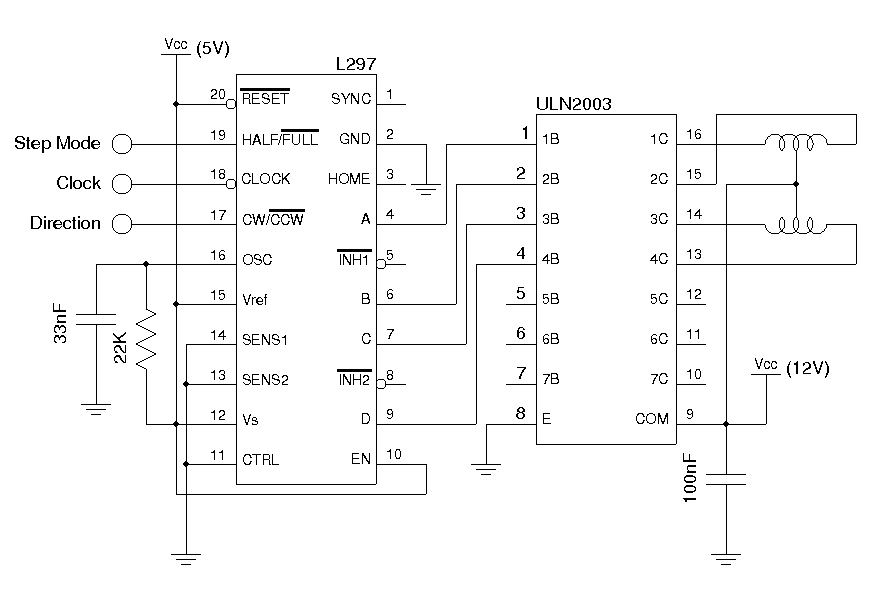 Vcc (5V)
L297
ULN2003
Step Mode
Clock
Direction
20 RESET
19 HALF/FULL
18 CLOCK
17 CW/CCW
16 OSC
15 Vref
14 SENS1
13 SENS2
12 Vs
11 CTRL
SYNC 1
GND 2
HOME 3
A 4
INH1 5
B 6
C 7
INH2 8
D 9
EN 10
33nF
22K
1 1B
2 2B
3 3B
4 4B
5 5B
6 6B
7 7B
8 E
1C 16
2C 15
3C 14
4C 13
5C 12
6C 11
7C 10
COM 9
Vcc (12V)
100nF